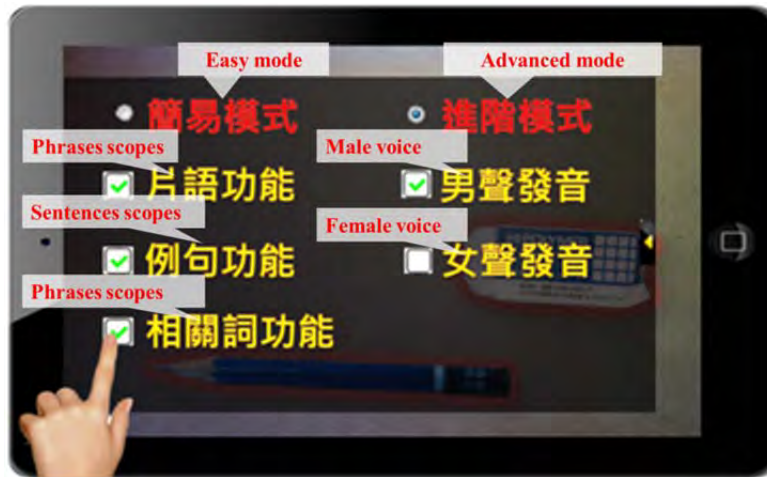 Easy mode
Advanced mode
簡易模式
進階模式
Phrases scopes
Male voice
片語功能
男聲發音
Sentences scopes
Female voice
例句功能
女聲發音
Phrases scopes
相關詞功能